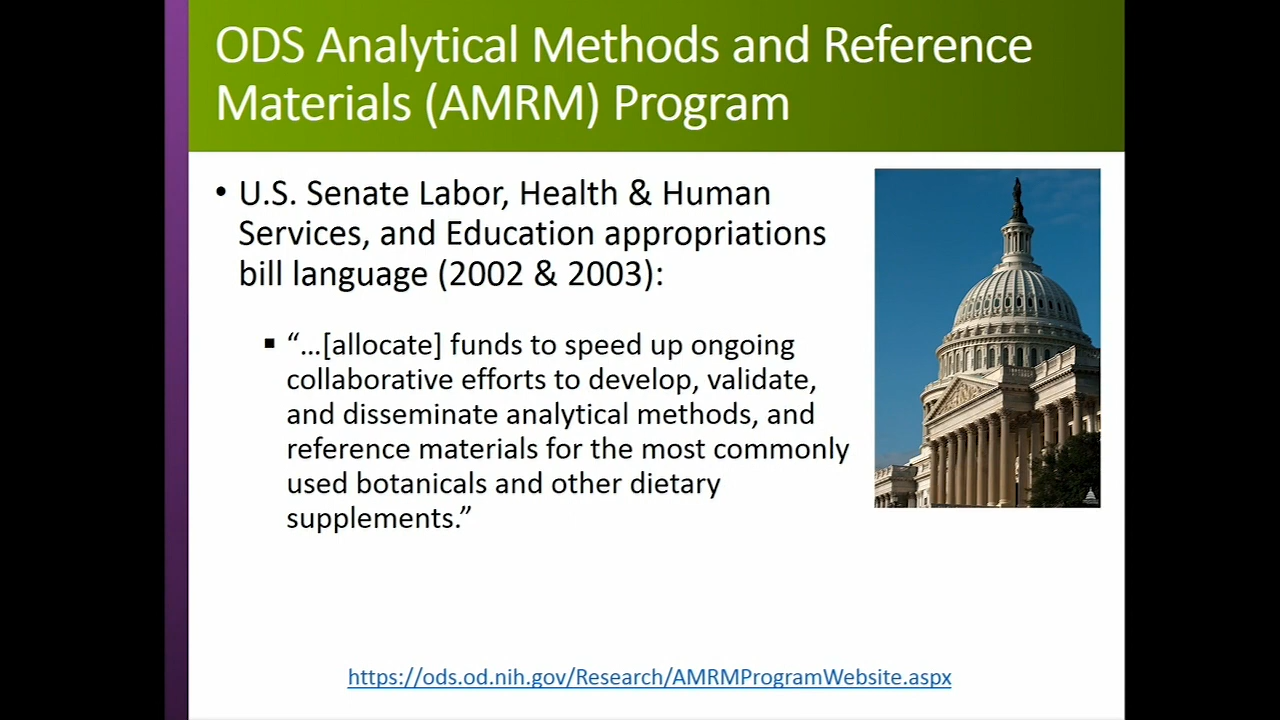 ODS Analytical Methods and Reference
Materials (AMRM) Program
• U.S. Senate Labor, Health & Human
Services, and Education appropriations
bill language (2002 & 2003):
▪ “…[allocate] funds to speed up ongoing
collaborative efforts to develop, validate,
and disseminate analytical methods, and
reference materials for the most commonly
used botanicals and other dietary
supplements.”
https://ods.od.nih.gov/Research/AMRMProgramWebsite.aspx